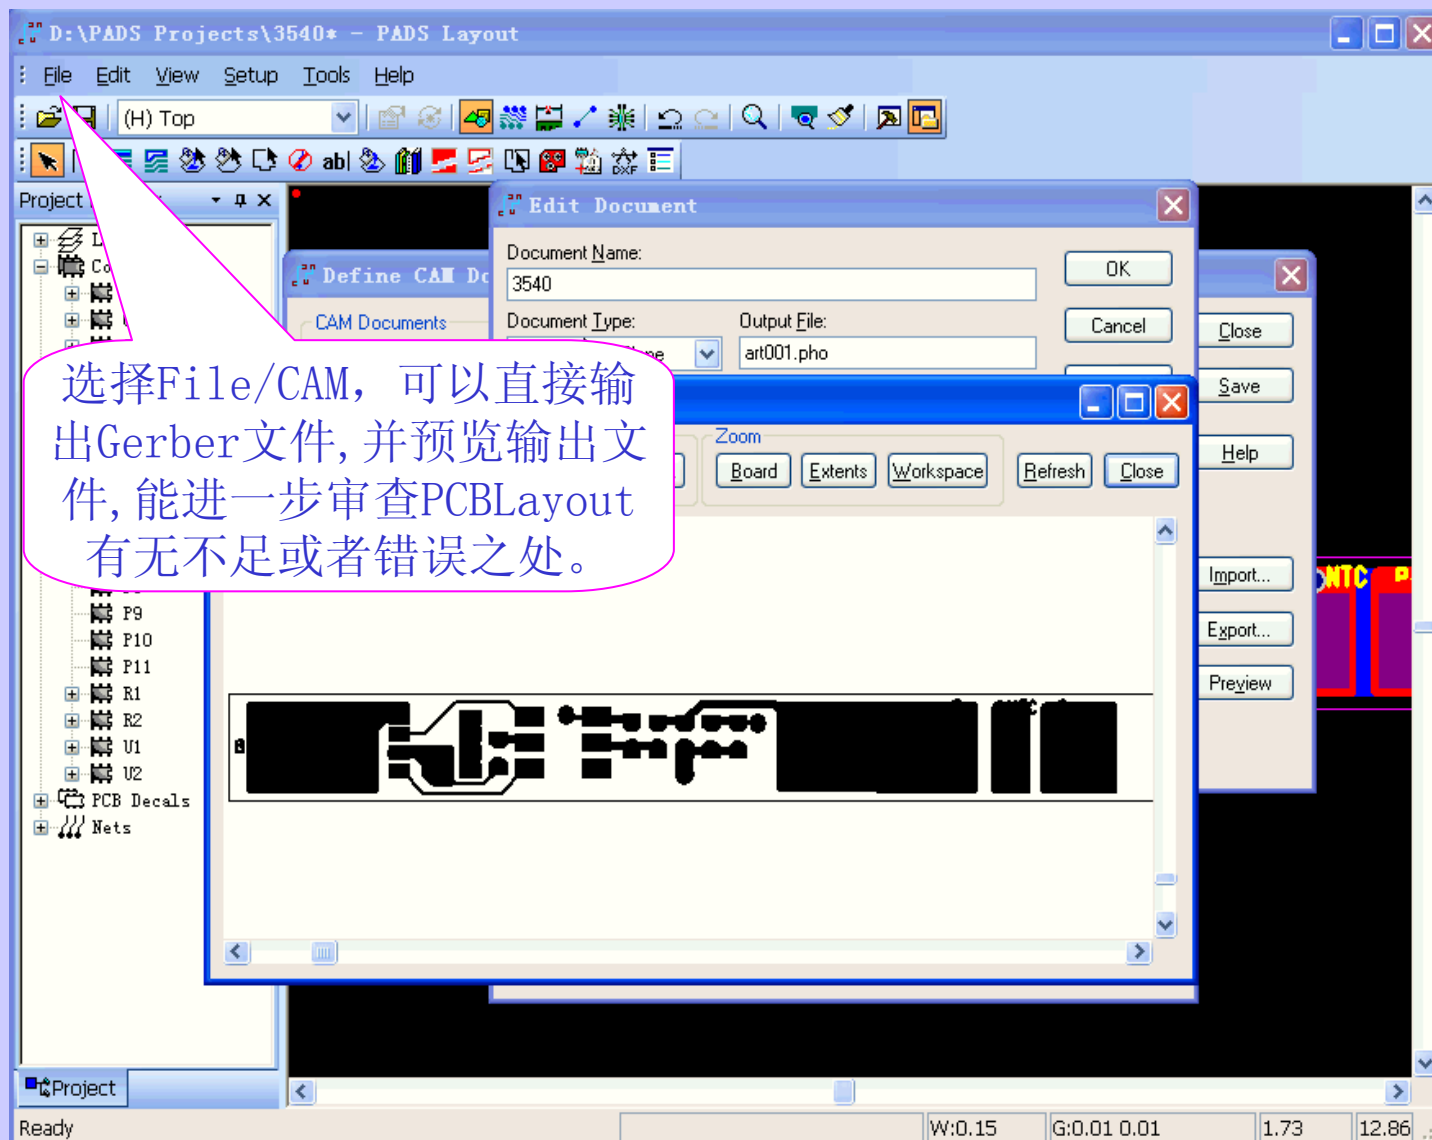 D:\PADS Projects\3540* - PADS Layout
File Edit View Setup Tools Help
(H) Top
ab|
DXF
Project
Edit Document
Document Name:
OK
3540
Define CAM
CAM Documents
Document Type:
Output File:
Cancel
Close
art001.pho
Save
选择File/CAM，可以直接输
出Gerber文件,并预览输出文
件,能进一步审查PCBLayout
有无不足或者错误之处。
Zoom
Board Extents Workspace Refresh Close
Help
Import...
NTC
Export...
Preview
P9
P10
P11
R1
R2
U1
U2
PCB Decals
Nets
Project
Ready
W:0.15 G:0.01 0.01 1.73 12.86